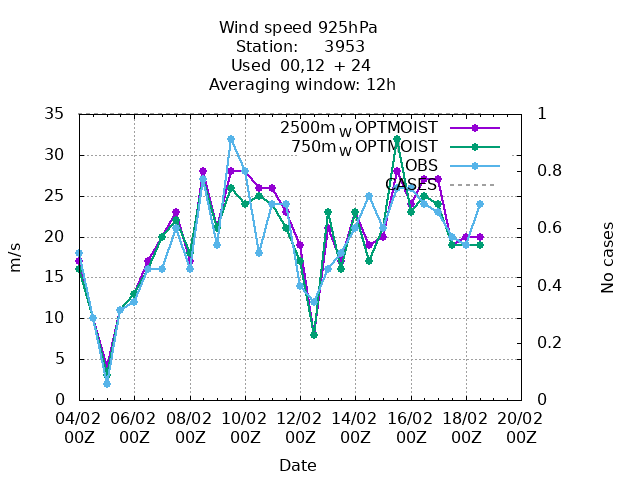 Wind speed 925hPa
Station: 3953
Used 00,12 + 24
Averaging window: 12h
35 1
2500m W OPTMOIST
750m W OPTMOIST
30
OBS 0.8
CASES
25
20 0.6
m/s No cases
15 0.4
10
0.2
5
0 0
04/02 06/02 08/02 10/02 12/02 14/02 16/02 18/02 20/02
00Z 00Z 00Z 00Z 00Z 00Z 00Z 00Z 00Z
Date